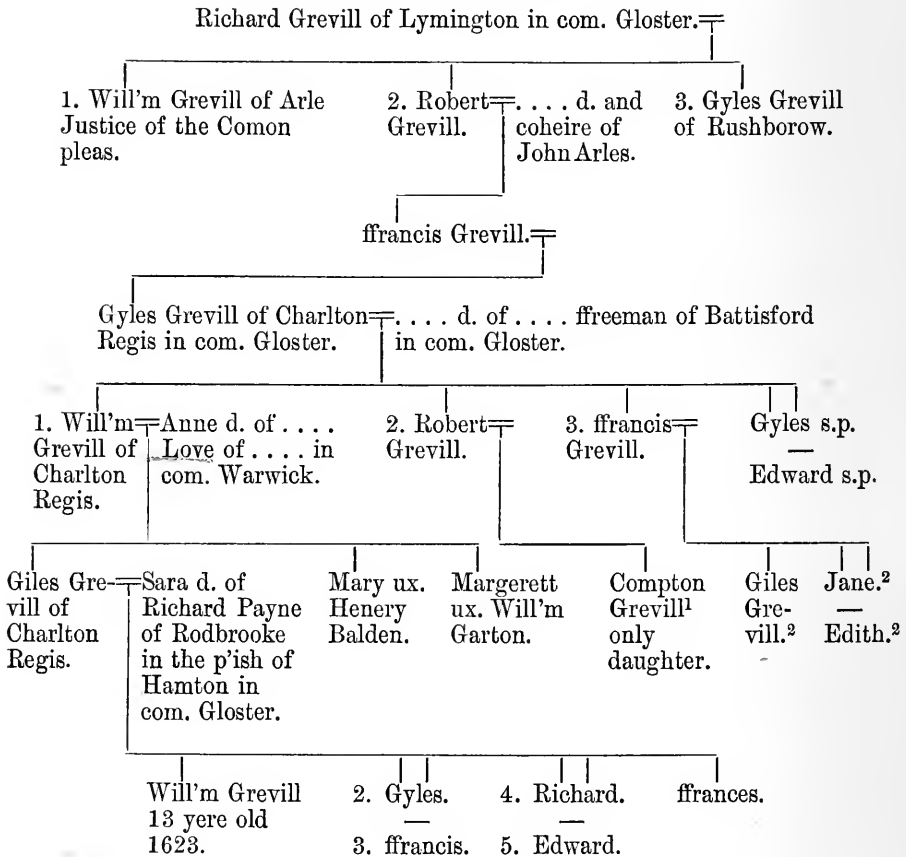 Richard Grevill of Lymington in com. Gloster.
1. Will'm Grevill of Arle
Justice of the Comon
pleas.
2. Robert
Grevill.
. . . . d. and
coheire of
John Arles.
3. Gyles Grevill
of Rushborow.
ffrancis Grevill.
Gyles Grevill of Charlton
Regis in com. Gloster.
. . . . d. of . . . . ffreeman of Battisford
in com. Gloster.
1. Will'm
Grevill of
Charlton
Regis.
Anne d. of . . . .
Love of . . . . in
com. Warwick.
2. Robert
Grevill.
3. ffrancis
Grevill.
Gyles s.p.
—
Edward s.p.
Giles Gre-
vill of
Charlton
Regis.
Sara d. of
Richard Payne
of Rodbrooke
in the p'ish of
Hamton in
com. Gloster.
Mary ux.
Henery
Balden.
Margerett
ux. Will'm
Garton.
Compton
Grevill¹
only
daughter.
Giles
Gre-
vill.²
Jane.²
—
Edith.²
Will'm Grevill
13 yere old
1623.
2. Gyles.
—
3. ffrancis.
4. Richard.
—
5. Edward.
ffrances.